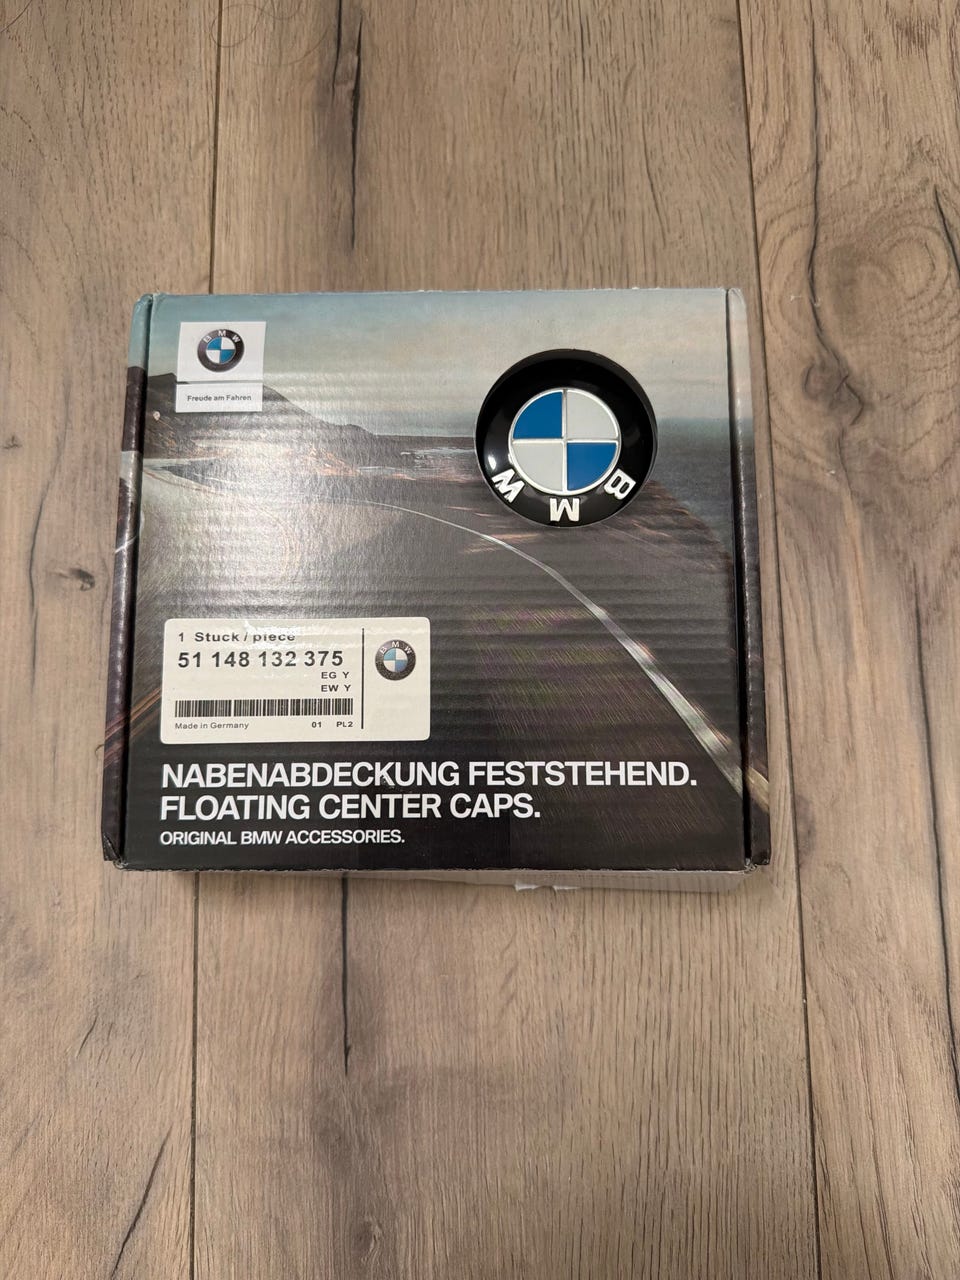 BMW
Freude am Fahren
BMW
1 Stuck / piece
51 148 132 375
EG Y
EW Y
BMW
Made in Germany 01 PL2
NABENABDECKUNG FESTSTEHEND.
FLOATING CENTER CAPS.
ORIGINAL BMW ACCESSORIES.